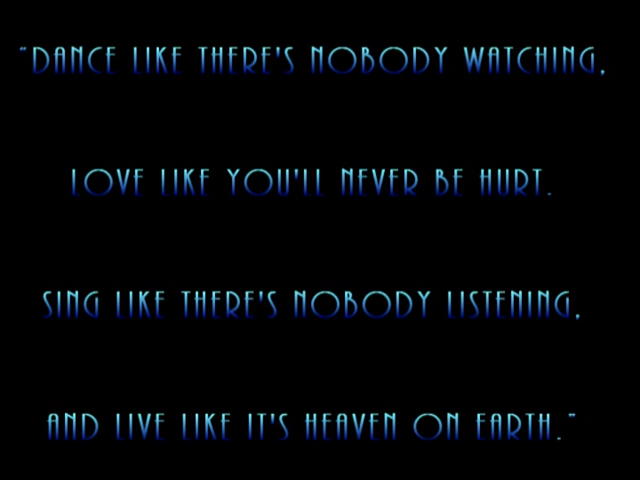 "DANCE LIKE THERE'S NOBODY WATCHING,
LOVE LIKE YOU'LL NEVER BE HURT.
SING LIKE THERE'S NOBODY LISTENING,
AND LIVE LIKE IT'S HEAVEN ON EARTH."